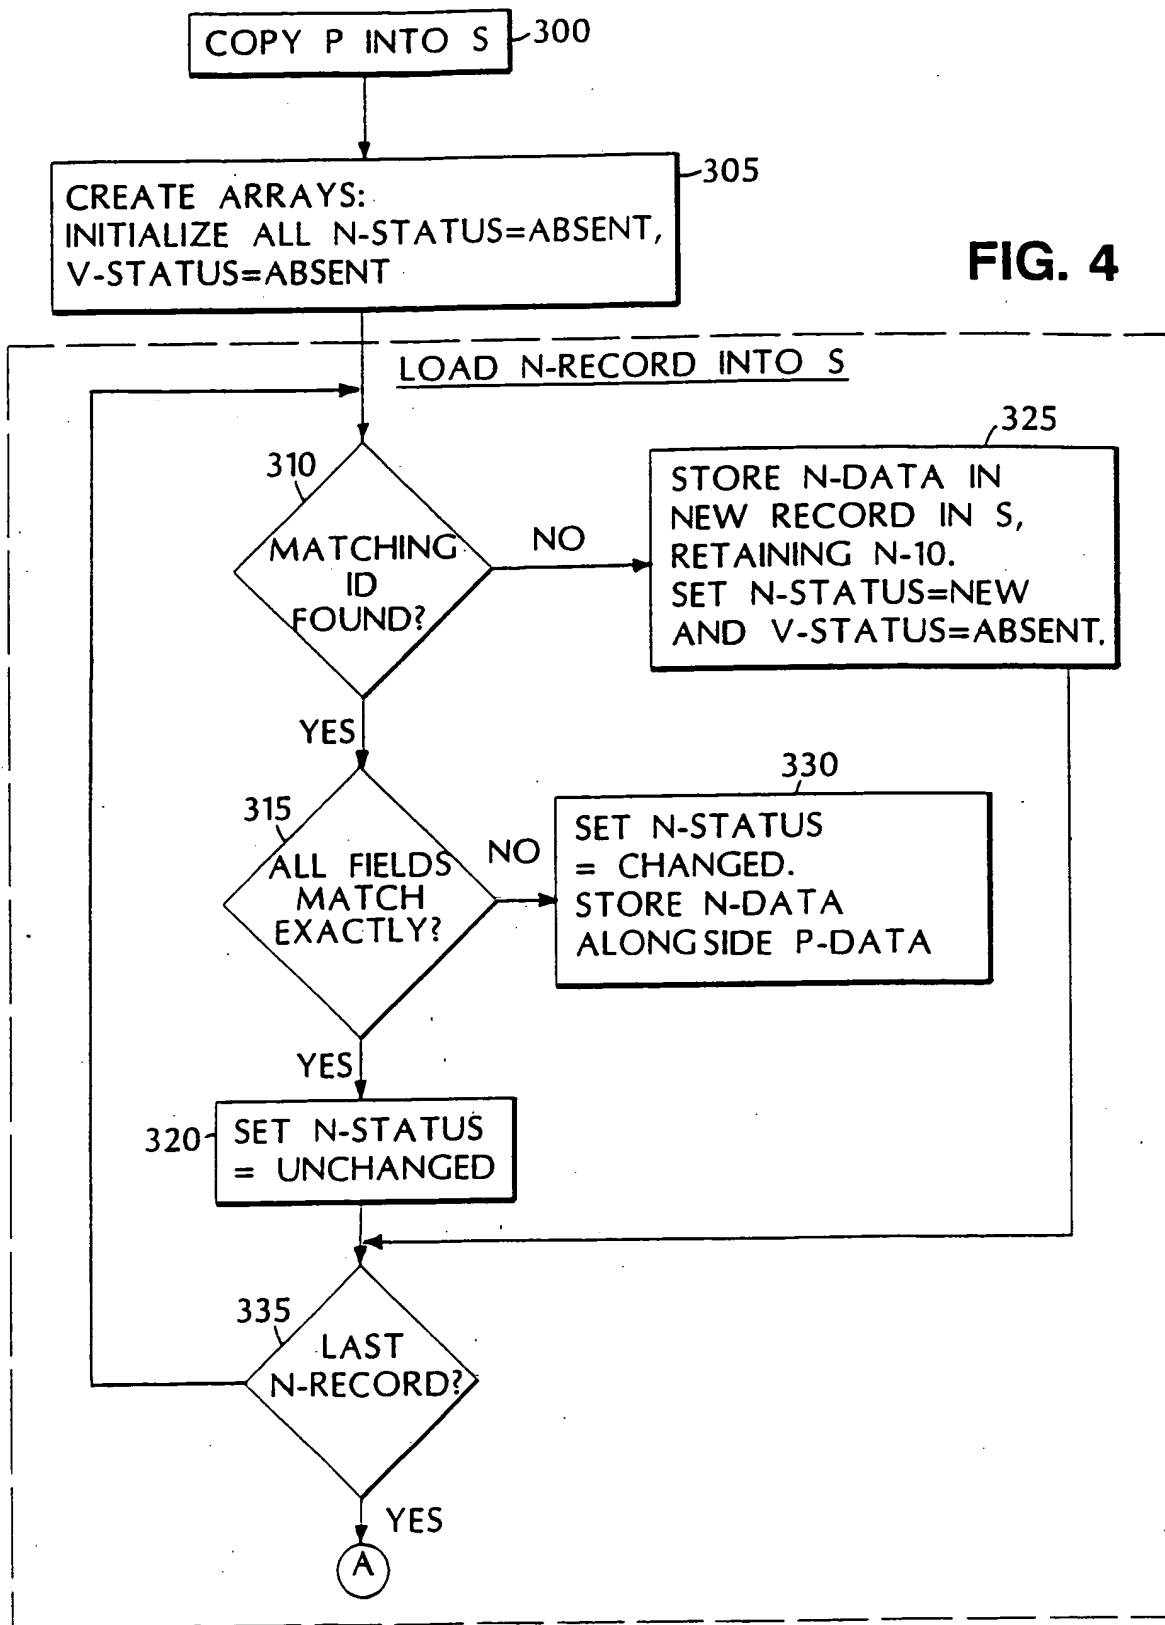 COPY P INTO S
300
CREATE ARRAYS:
INITIALIZE ALL N-STATUS=ABSENT,
V-STATUS=ABSENT
305
FIG. 4
LOAD N-RECORD INTO S
310
MATCHING
ID
FOUND?
NO
325
STORE N-DATA IN
NEW RECORD IN S,
RETAINING N-10.
SET N-STATUS=NEW
AND V-STATUS=ABSENT.
YES
315
ALL FIELDS
MATCH
EXACTLY?
NO
330
SET N-STATUS
= CHANGED.
STORE N-DATA
ALONGSIDE P-DATA
YES
320
SET N-STATUS
= UNCHANGED
335
LAST
N-RECORD?
YES
A